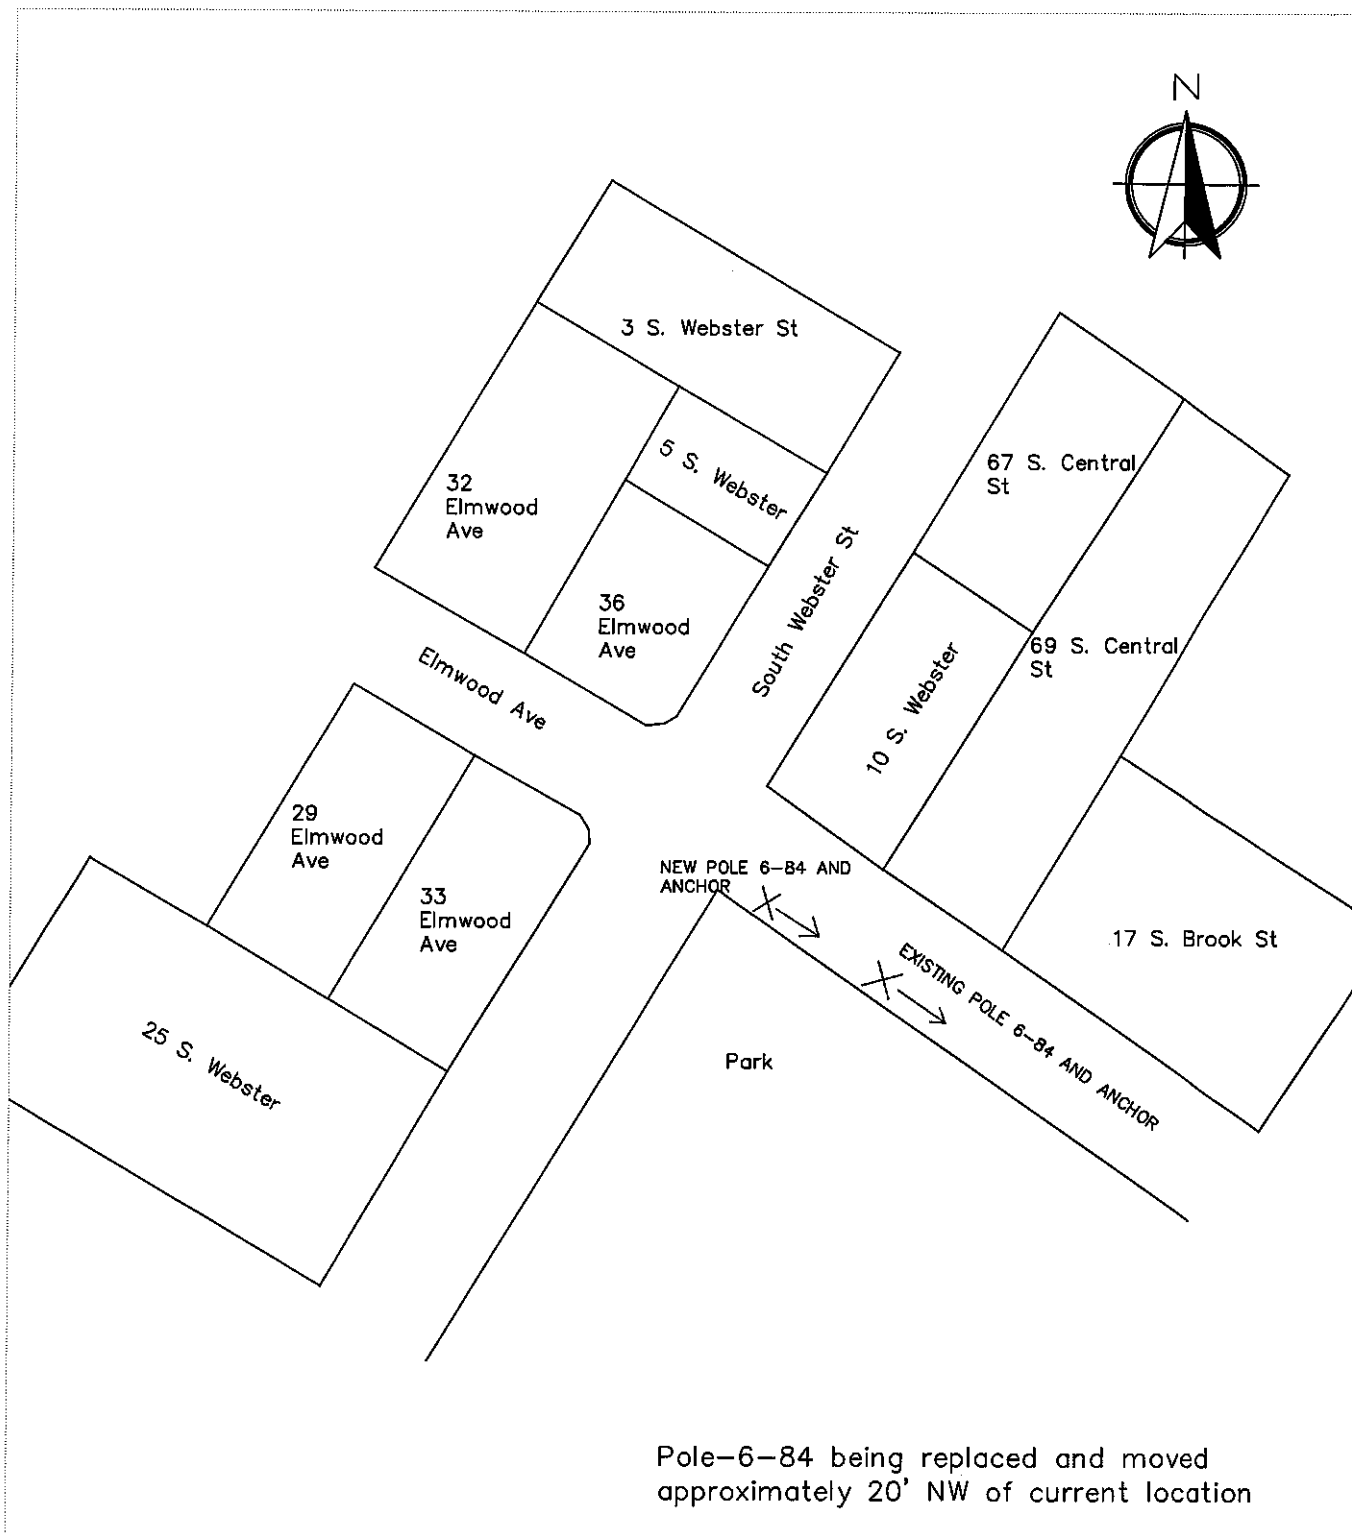 N
3 S. Webster St
5 S. Webster
32
Elmwood
Ave
36
Elmwood
Ave
South Webster St
67 S. Central
St
69 S. Central
St
10 S. Webster
Elmwood Ave
29
Elmwood
Ave
33
Elmwood
Ave
25 S. Webster
NEW POLE 6-84 AND
ANCHOR
EXISTING POLE 6-84 AND ANCHOR
17 S. Brook St
Park
Pole-6-84 being replaced and moved
approximately 20' NW of current location